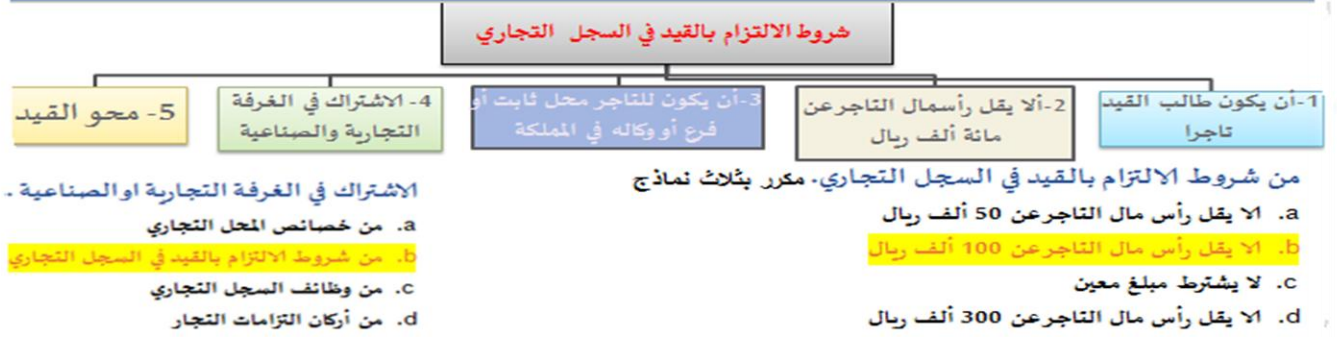 شروط الالتزام بالقيد في السجل التجاري
1-أن يكون طالب القيد
تاجرا
2-ألا يقل رأسمال التاجرعن
مائة ألف ريال
3-أن يكون للتاجر محل ثابت أو
فرع أو وكاله في المملكة
4- الاشتراك في الغرفة
التجارية والصناعية
5- محو القيد
من شروط الالتزام بالقيد في السجل التجاري. مكرر بثلاث نماذج
a. الا يقل رأس مال التاجرعن 50 ألف ريال
b. الا يقل رأس مال التاجرعن 100 ألف ريال
c. لا يشترط مبلغ معين
d. الا يقل رأس مال التاجرعن 300 ألف ريال
الاشتراك في الغرفة التجارية اوالصناعية .
a. من خصائص المحل التجاري
b. من شروط الالتزام بالقيد في السجل التجاري
c. من وظائف السجل التجاري
d. من أركان التزامات التجار